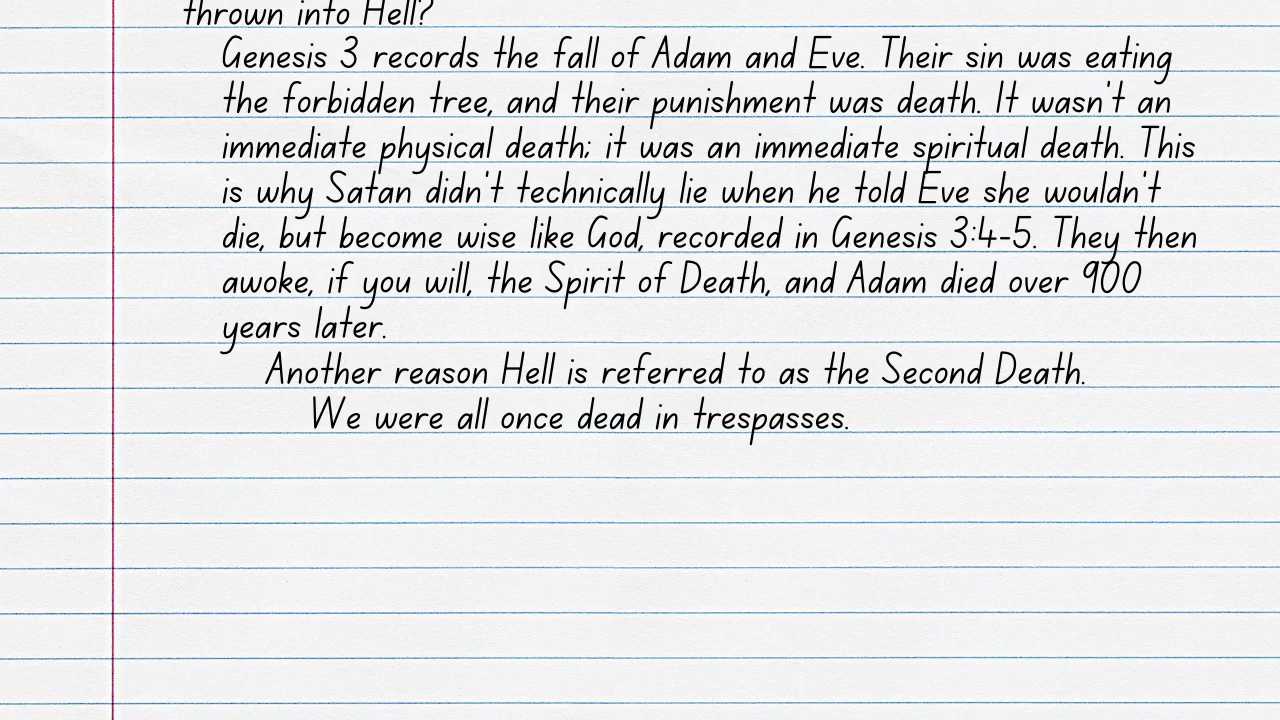 thrown into Hell?
Genesis 3 records the fall of Adam and Eve. Their sin was eating
the forbidden tree, and their punishment was death. It wasn't an
immediate physical death; it was an immediate spiritual death. This
is why Satan didn't technically lie when he told Eve she wouldn't
die, but become wise like God, recorded in Genesis 3:4-5. They then
awoke, if you will, the Spirit of Death, and Adam died over 900
years later.
Another reason Hell is referred to as the Second Death.
We were all once dead in trespasses.